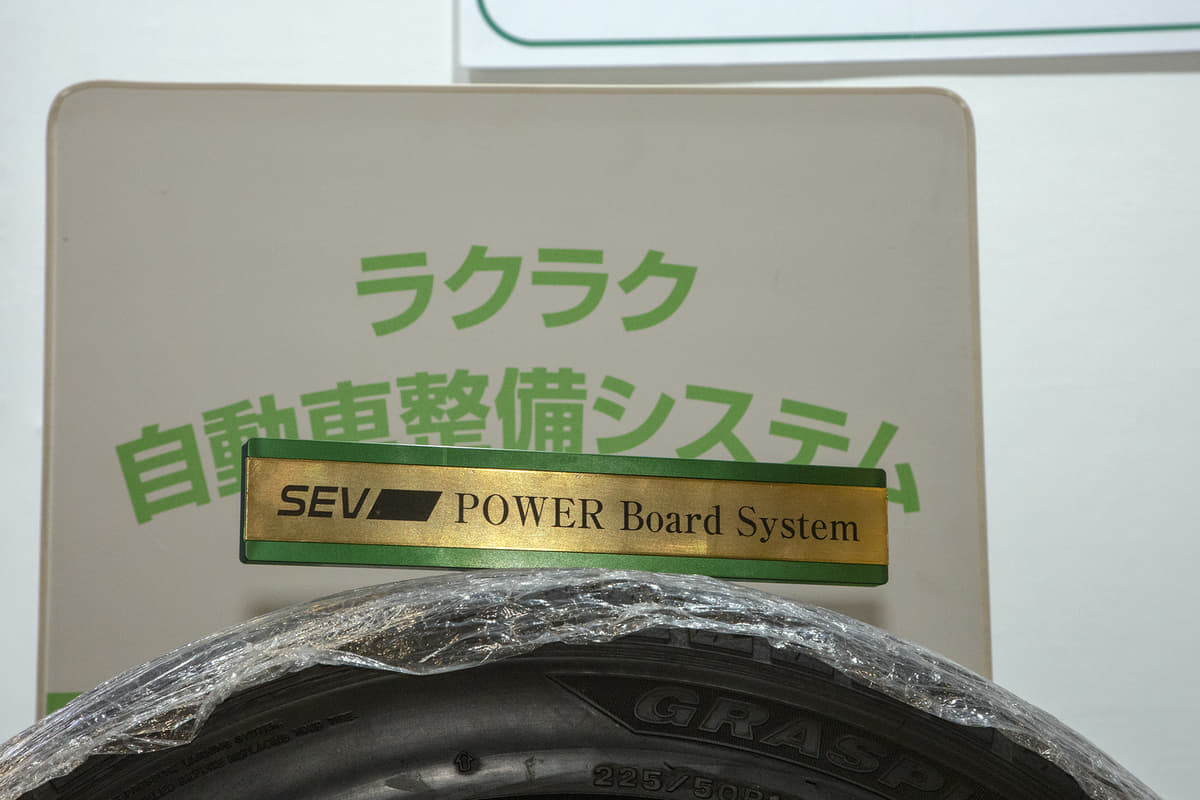 ラクラク
自動車整備システム
SEV POWER Board System
GRASP
225/50R